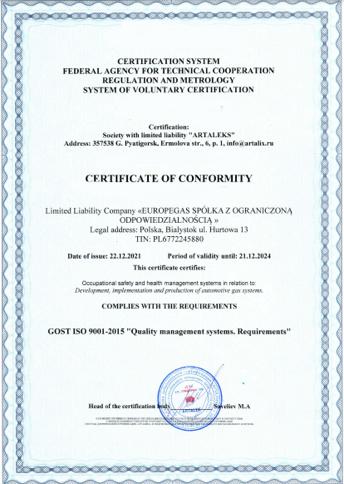 CERTIFICATION SYSTEM
FEDERAL AGENCY FOR TECHNICAL COOPERATION
REGULATION AND METROLOGY
SYSTEM OF VOLUNTARY CERTIFICATION
Certification:
Society with limited liability "ARTALEKS"
Address: 357538 G. Pyatigorsk, Ermolova str., 6, p. 1, info@artalix.ru
CERTIFICATE OF CONFORMITY
Limited Liability Company «EUROPEGAS SPÓŁKA Z OGRANICZONĄ
ODPOWIEDZIALNOŚCIĄ »
Legal address: Polska, Bialystok ul. Hurtowa 13
TIN: PL6772245880
Date of issue: 22.12.2021 Period of validity until: 21.12.2024
This certificate certifies:
Occupational safety and health management systems in relation to:
Development, implementation and production of automotive gas systems.
COMPLIES WITH THE REQUIREMENTS
GOST ISO 9001-2015 "Quality management systems. Requirements"
Head of the certification body Saveliev M.A